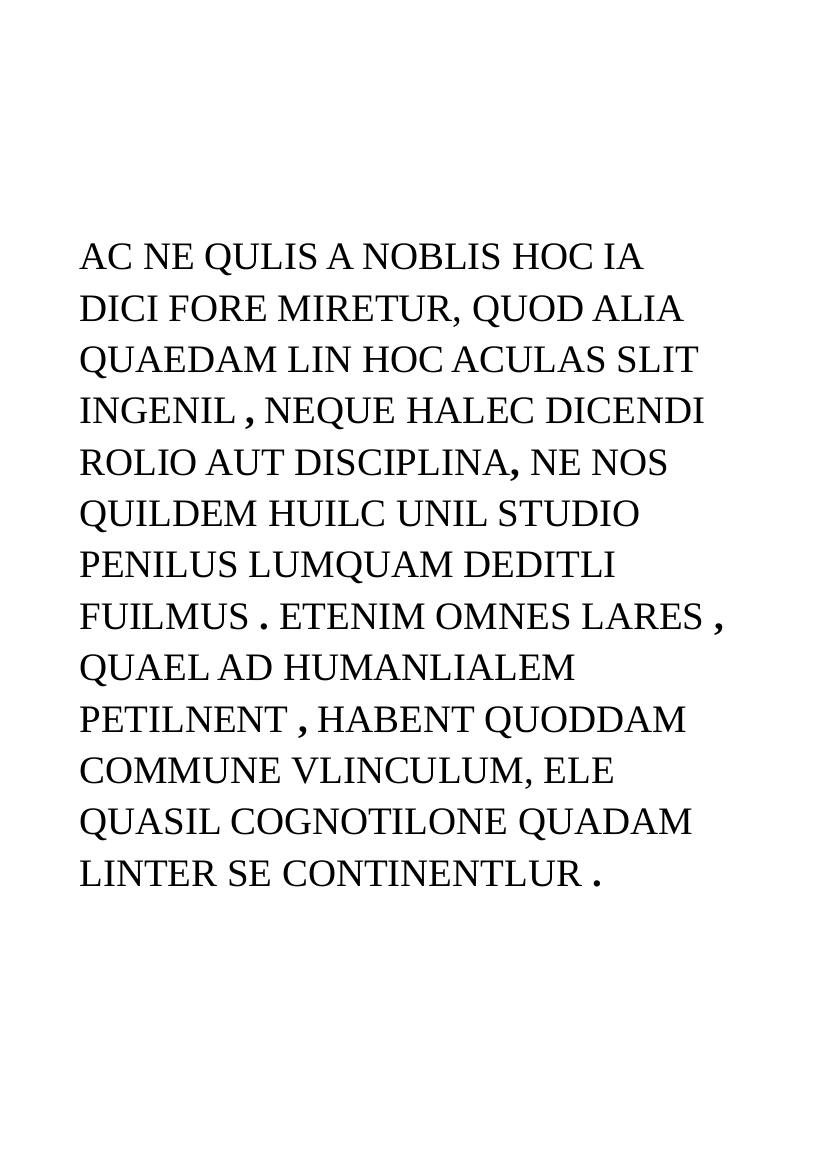 AC NE QULIS A NOBLIS HOC IA
DICI FORE MIRETUR, QUOD ALIA
QUAEDAM LIN HOC ACULAS SLIT
INGENIL , NEQUE HALEC DICENDI
ROLIO AUT DISCIPLINA, NE NOS
QUILDEM HUILC UNIL STUDIO
PENILUS LUMQUAM DEDITLI
FUILMUS . ETENIM OMNES LARES ,
QUAEL AD HUMANLIALEM
PETILNENT , HABENT QUODDAM
COMMUNE VLINCULUM, ELE
QUASIL COGNOTILONE QUADAM
LINTER SE CONTINENTLUR .